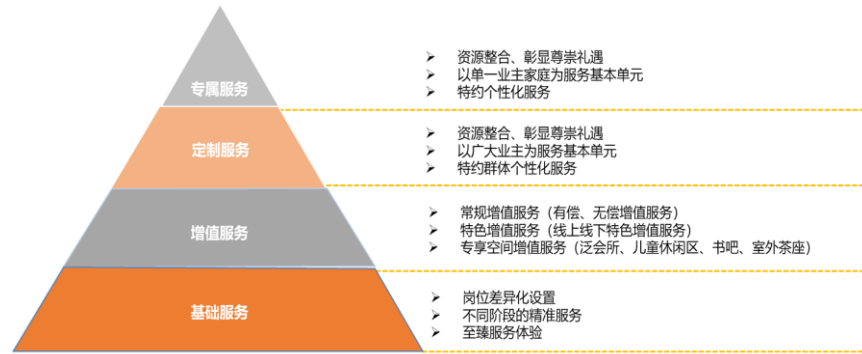 专属服务
➢ 资源整合、彰显尊崇礼遇
➢ 以单一业主家庭为服务基本单元
➢ 特约个性化服务
定制服务
➢ 资源整合、彰显尊崇礼遇
➢ 以广大业主为服务基本单元
➢ 特约群体个性化服务
增值服务
➢ 常规增值服务（有偿、无偿增值服务）
➢ 特色增值服务（线上线下特色增值服务）
➢ 专享空间增值服务（泛会所、儿童休闲区、书吧、室外茶座）
基础服务
➢ 岗位差异化设置
➢ 不同阶段的精准服务
➢ 至臻服务体验